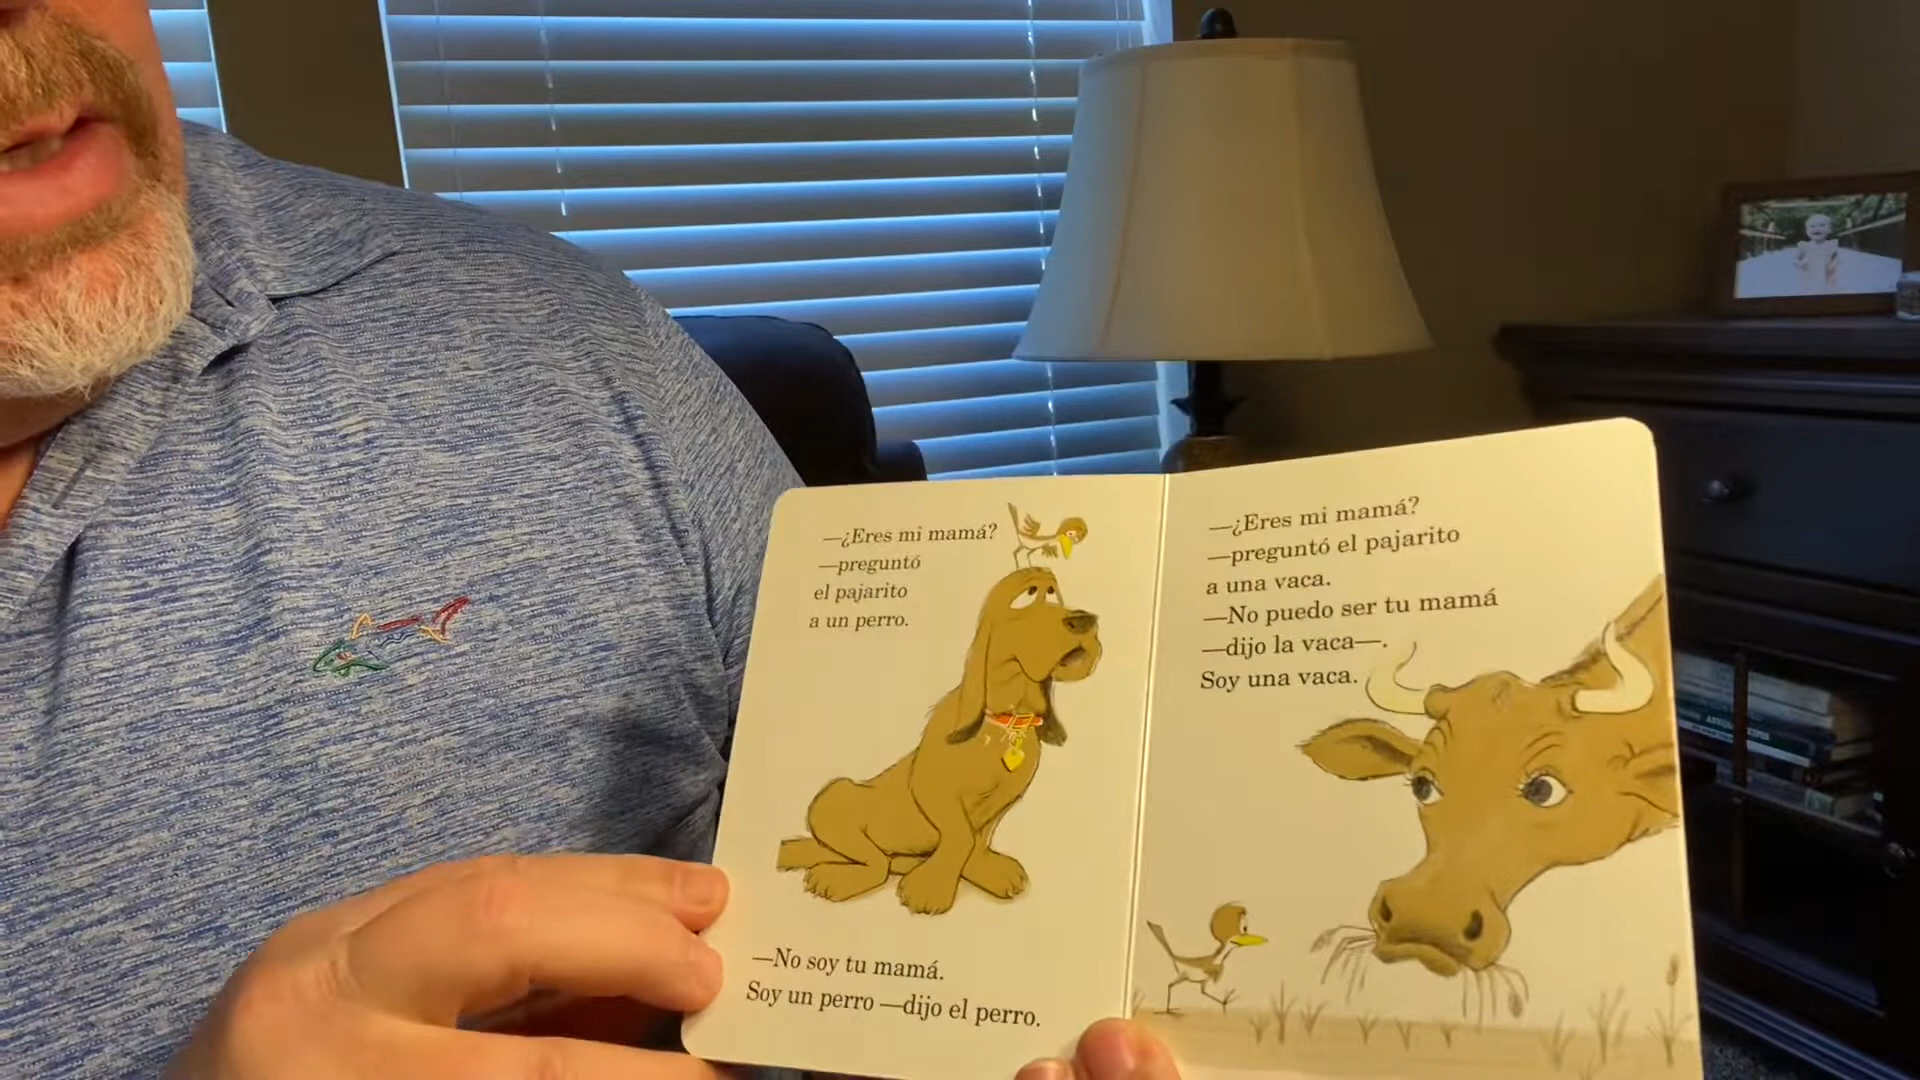 —¿Eres mi mamá?
—preguntó
el pajarito
a un perro.
—No soy tu mamá.
Soy un perro —dijo el perro.
—¿Eres mi mamá?
—preguntó el pajarito
a una vaca.
—No puedo ser tu mamá
—dijo la vaca—.
Soy una vaca.